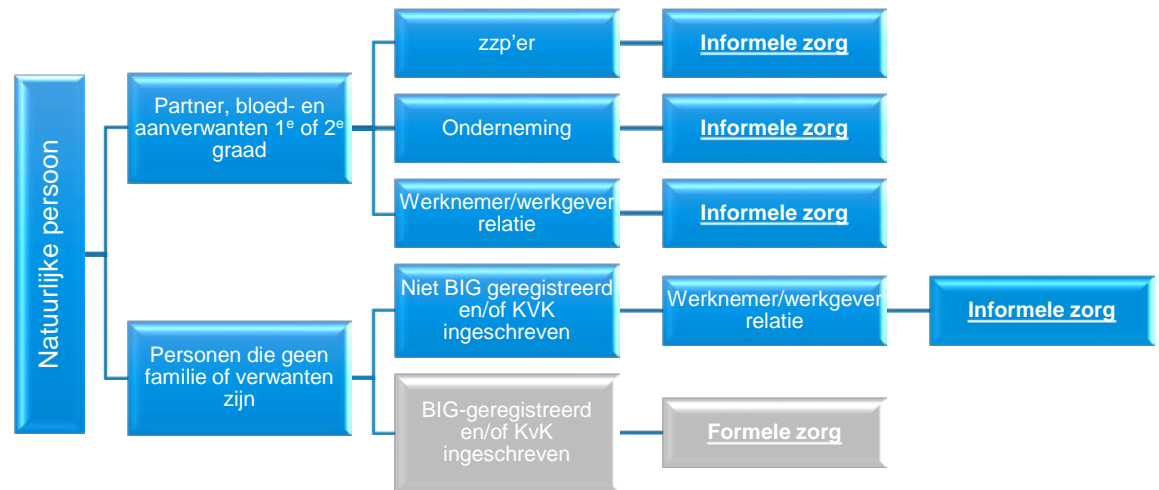 Natuurlijke persoon
Partner, bloed- en
aanverwanten 1e of 2e
graad
zzp'er
Informele zorg
Onderneming
Informele zorg
Werknemer/werkgever
relatie
Informele zorg
Personen die geen
familie of verwanten
zijn
Niet BIG geregistreerd
en/of KVK
ingeschreven
Werknemer/werkgever
relatie
Informele zorg
BIG-geregistreerd
en/of KvK
ingeschreven
Formele zorg